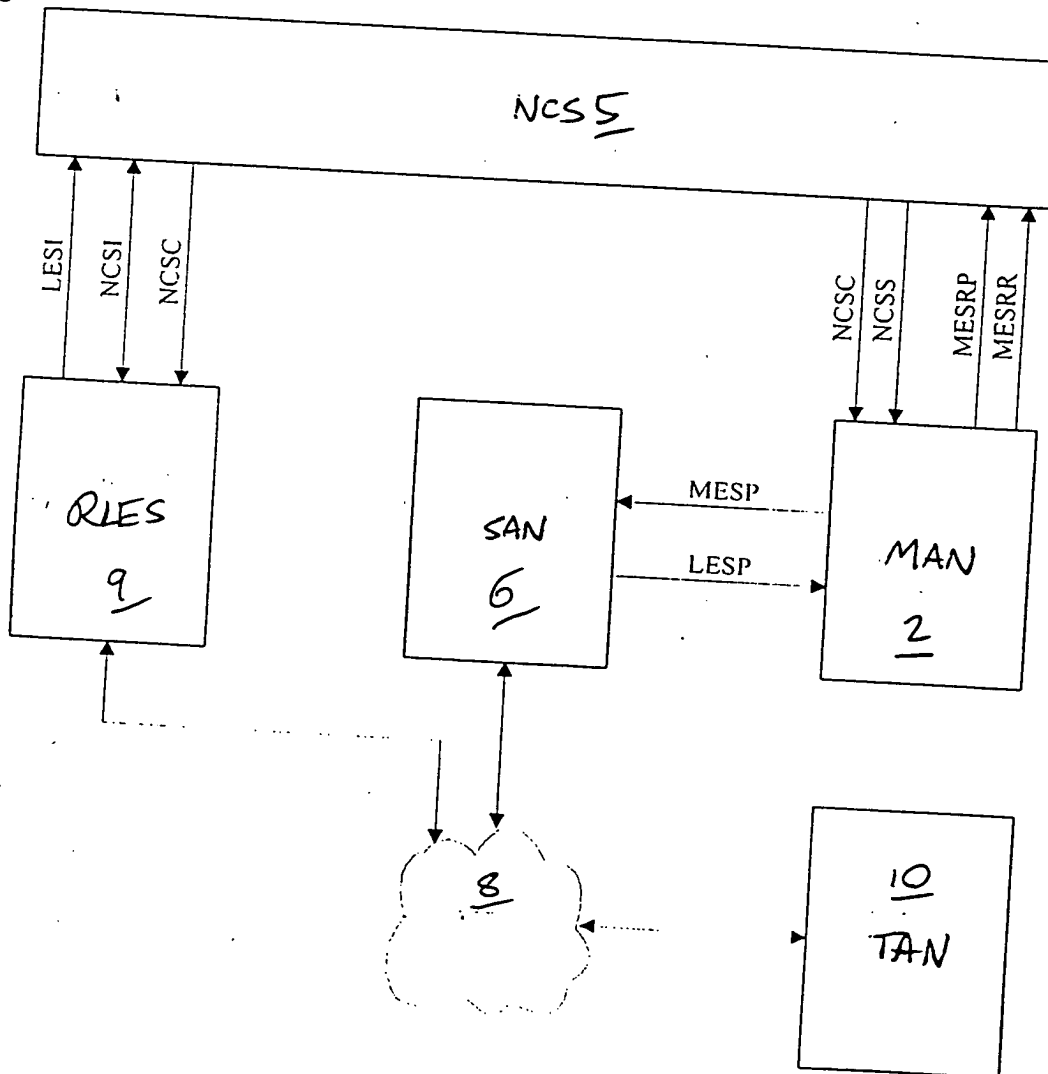 NCS 5
LESI
NCSI
NCSC
NCSC
NCSS
MESRP
MESRR
RLES
9
SAN
6
MESP
LESP
MAN
2
8
10
TAN